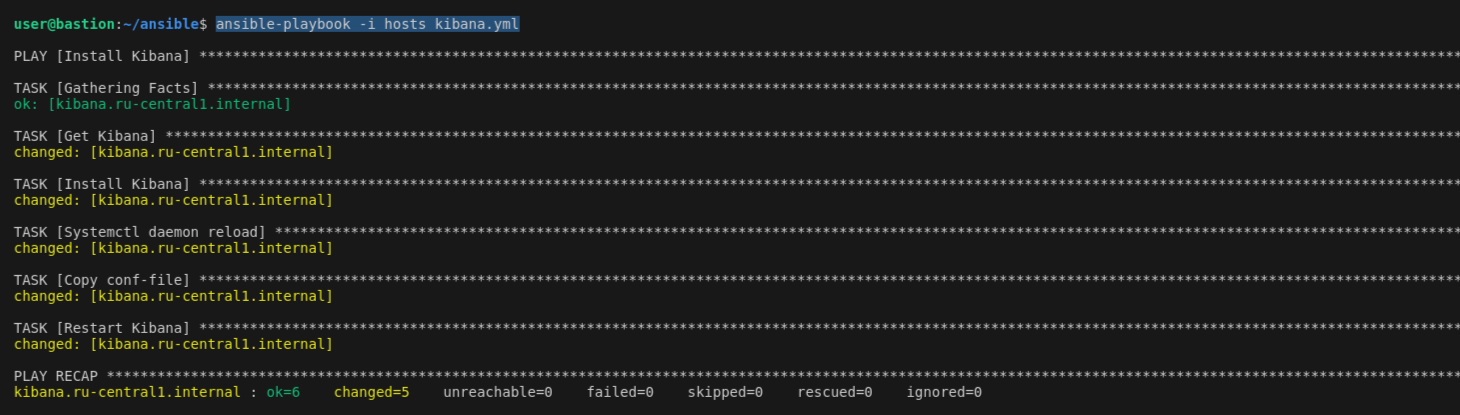 user@bastion:~/ansible$ ansible-playbook -i hosts kibana.yml
PLAY [Install Kibana] ******************************************************************************************************************************************************
TASK [Gathering Facts] *****************************************************************************************************************************************************
ok: [kibana.ru-central1.internal]
TASK [Get Kibana] **********************************************************************************************************************************************************
changed: [kibana.ru-central1.internal]
TASK [Install Kibana] ******************************************************************************************************************************************************
changed: [kibana.ru-central1.internal]
TASK [Systemctl daemon reload] *********************************************************************************************************************************************
changed: [kibana.ru-central1.internal]
TASK [Copy conf-file] ******************************************************************************************************************************************************
changed: [kibana.ru-central1.internal]
TASK [Restart Kibana] ******************************************************************************************************************************************************
changed: [kibana.ru-central1.internal]
PLAY RECAP *****************************************************************************************************************************************************************
kibana.ru-central1.internal : ok=6    changed=5    unreachable=0    failed=0    skipped=0    rescued=0    ignored=0